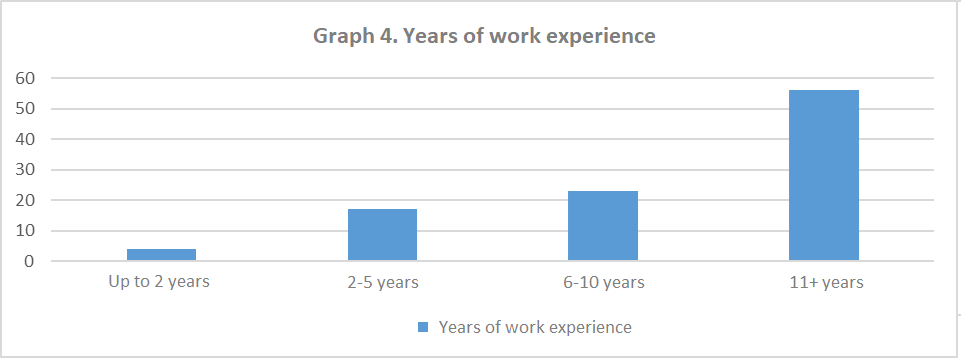 Graph 4. Years of work experience
60
50
40
30
20
10
0
Up to 2 years
2-5 years
6-10 years
11+ years
Years of work experience